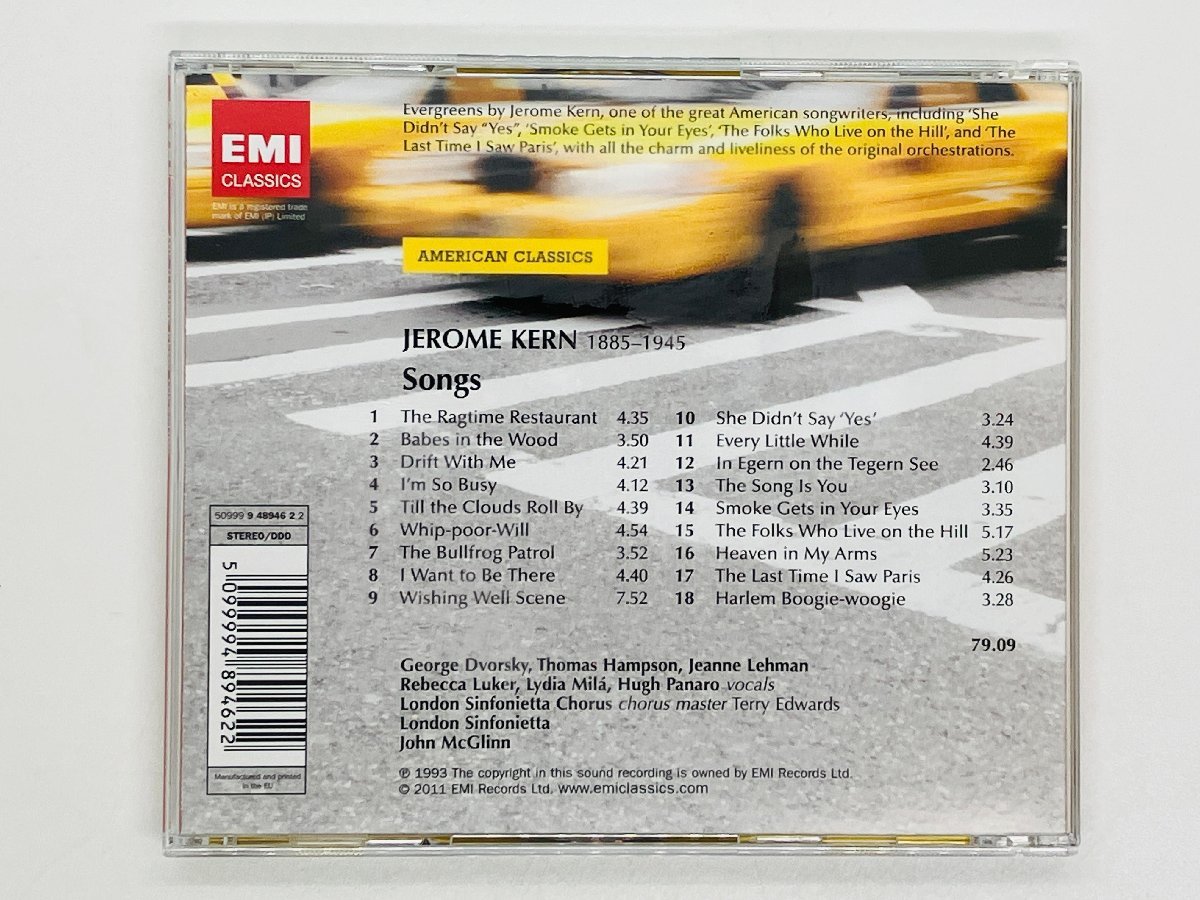 Evergreens by Jerome Kern, one of the great American songwriters, including 'She
Didn't Say "Yes", 'Smoke Gets in Your Eyes', 'The Folks Who Live on the Hill', and 'The
Last Time I Saw Paris', with all the charm and liveliness of the original orchestrations.
EMI
CLASSICS
EMI is a registered trade
mark of EMI (IP) Limited
AMERICAN CLASSICS
JEROME KERN 1885–1945
Songs
1 The Ragtime Restaurant 4.35
2 Babes in the Wood 3.50
3 Drift With Me 4.21
4 I'm So Busy 4.12
5 Till the Clouds Roll By 4.39
6 Whip-poor-Will 4.54
7 The Bullfrog Patrol 3.52
8 I Want to Be There 4.40
9 Wishing Well Scene 7.52
10 She Didn't Say 'Yes' 3.24
11 Every Little While 4.39
12 In Egern on the Tegern See 2.46
13 The Song Is You 3.10
14 Smoke Gets in Your Eyes 3.35
15 The Folks Who Live on the Hill 5.17
16 Heaven in My Arms 5.23
17 The Last Time I Saw Paris 4.26
18 Harlem Boogie-woogie 3.28
79.09
George Dvorsky, Thomas Hampson, Jeanne Lehman
Rebecca Luker, Lydia Milá, Hugh Panaro vocals
London Sinfonietta Chorus chorus master Terry Edwards
London Sinfonietta
John McGlinn
℗ 1993 The copyright in this sound recording is owned by EMI Records Ltd.
© 2011 EMI Records Ltd. www.emiclassics.com
50999 9 48946 2 2
STEREO/DDD
5 099994 894622
Manufactured and printed
in the EU